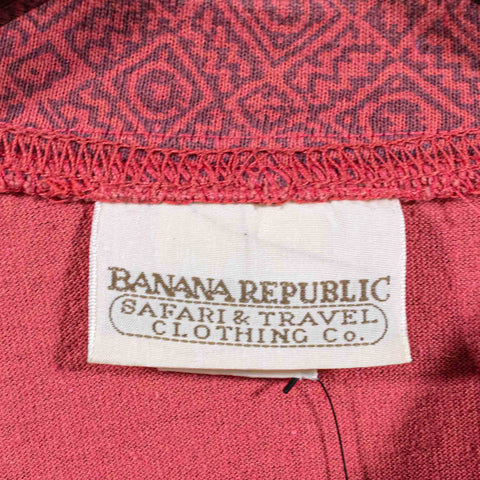 BANANA REPUBLIC
SAFARI & TRAVEL
CLOTHING Co.